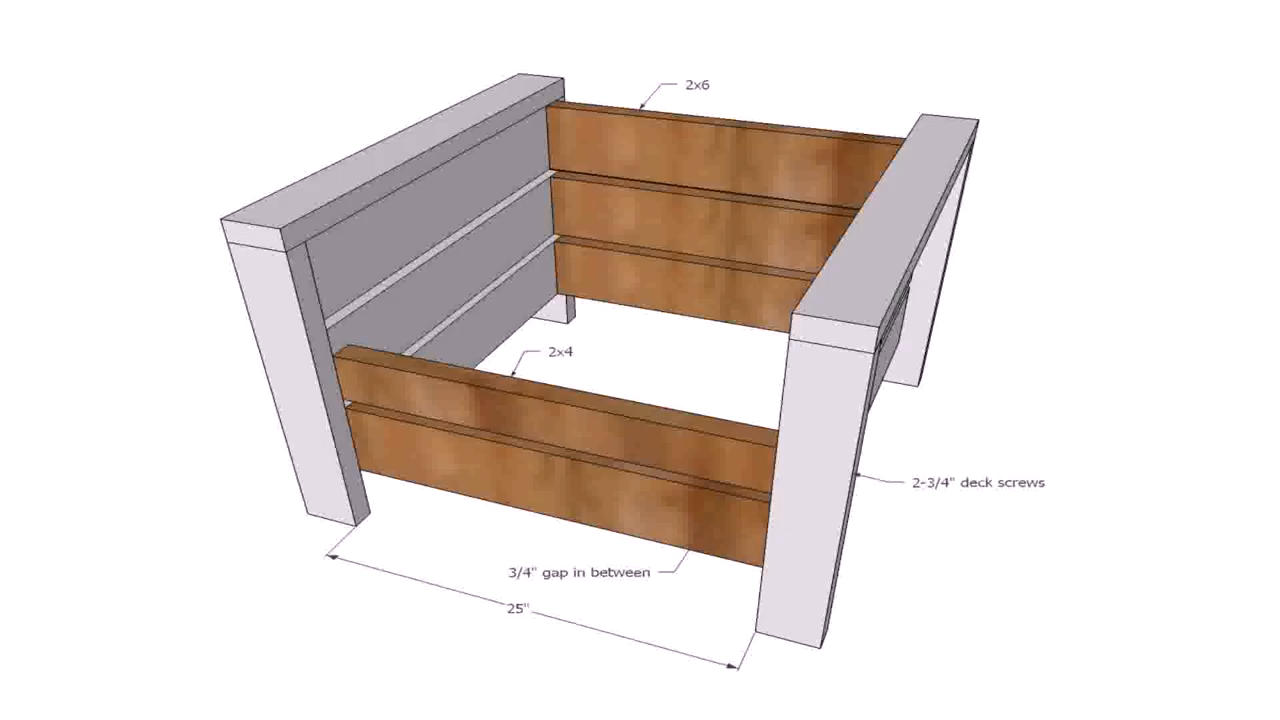 2x6
2x4
2-3/4" deck screws
3/4" gap in between
25"